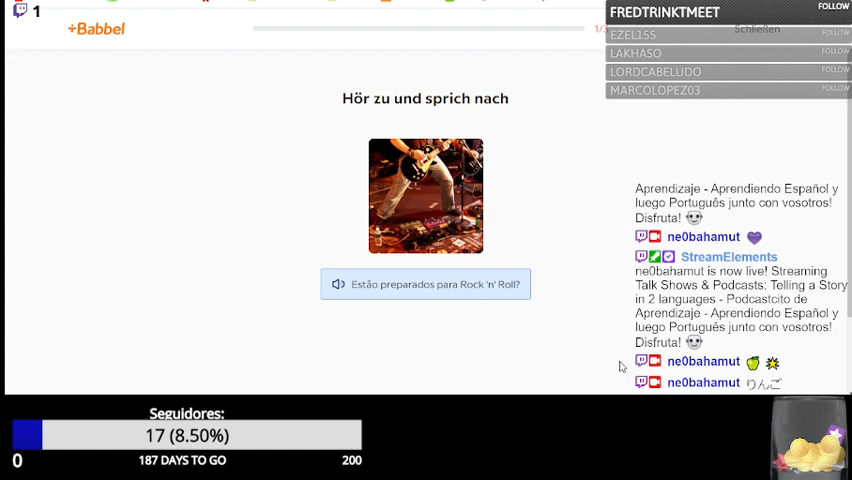 1
+Babbel
1/3
Schließen
FREDTRINKTMEET FOLLOW
EZEL155 FOLLOW
LAKHASO FOLLOW
LORDCABELUDO FOLLOW
MARCOLOPEZ03 FOLLOW
Hör zu und sprich nach
Estão preparados para Rock 'n' Roll?
Aprendizaje - Aprendiendo Español y
luego Português junto con vosotros!
Disfruta!
ne0bahamut
StreamElements
ne0bahamut is now live! Streaming
Talk Shows & Podcasts: Telling a Story
in 2 languages - Podcastcito de
Aprendizaje - Aprendiendo Español y
luego Português junto con vosotros!
Disfruta!
ne0bahamut
ne0bahamut りんご
Seguidores:
17 (8.50%)
0 187 DAYS TO GO 200